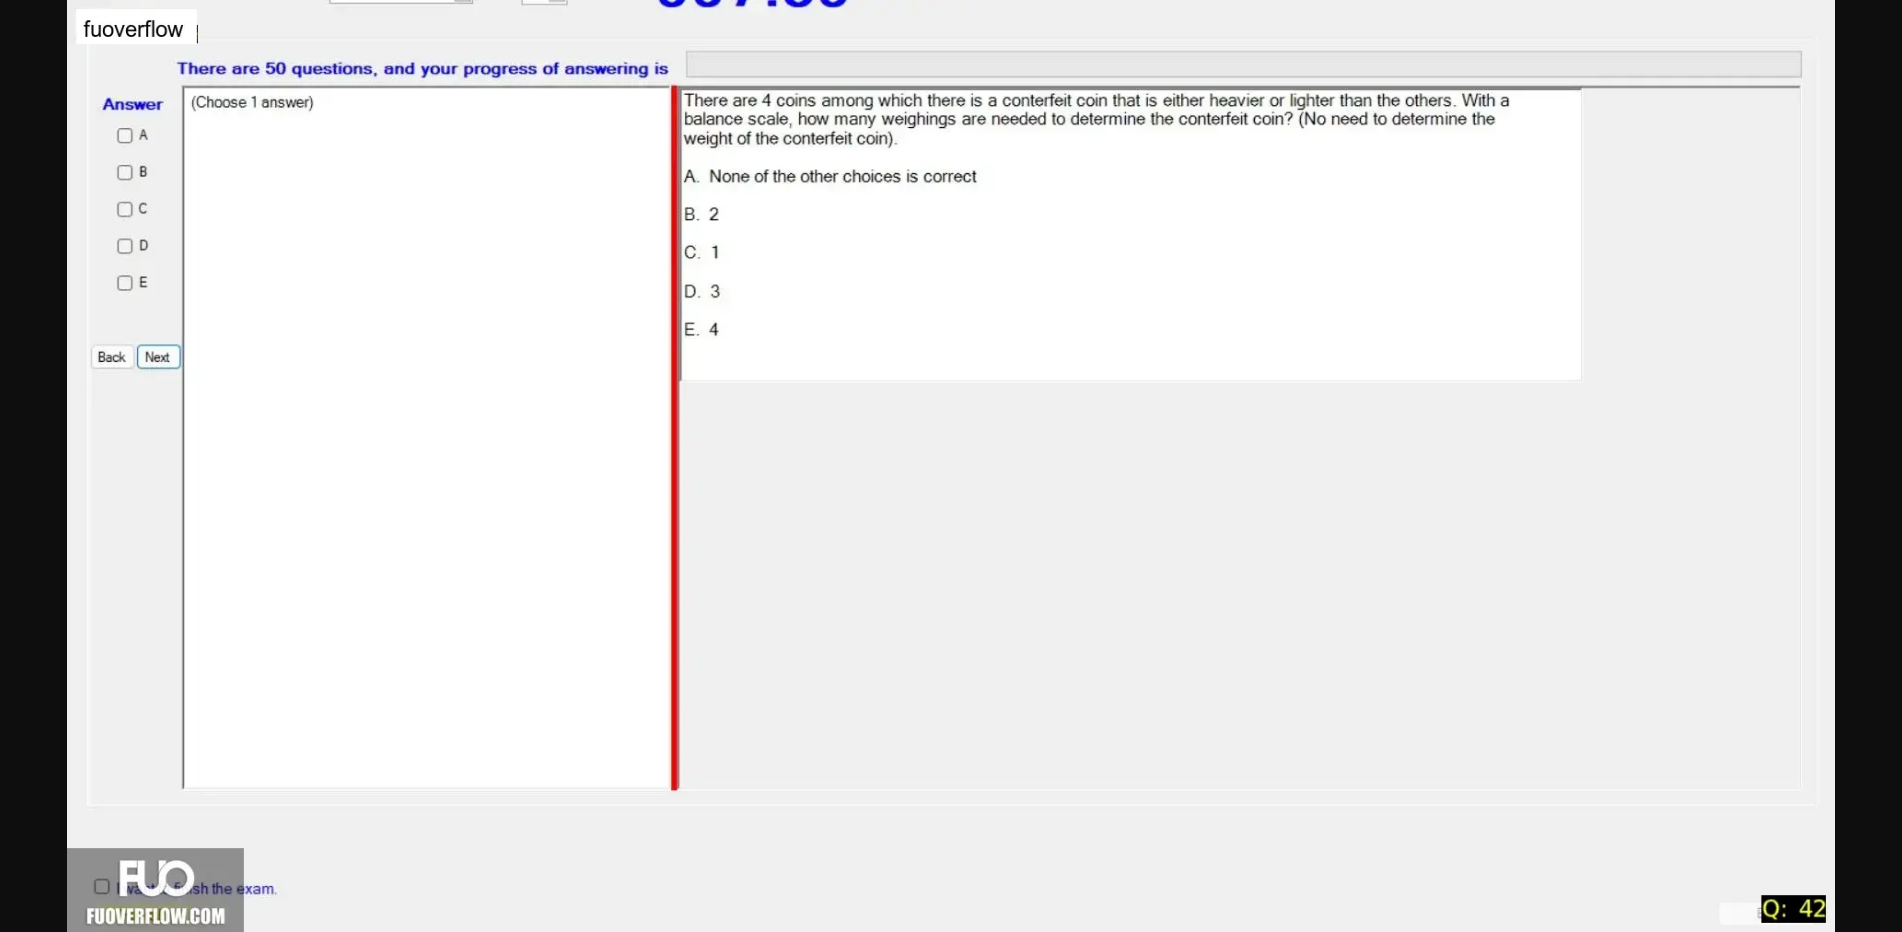 fuoverflow
There are 50 questions, and your progress of answering is
Answer
(Choose 1 answer)
A
B
C
D
E
Back Next
There are 4 coins among which there is a conterfeit coin that is either heavier or lighter than the others. With a
balance scale, how many weighings are needed to determine the conterfeit coin? (No need to determine the
weight of the conterfeit coin).
A. None of the other choices is correct
B. 2
C. 1
D. 3
E. 4
FUO
the exam.
FUOVERFLOW.COM
Q: 42